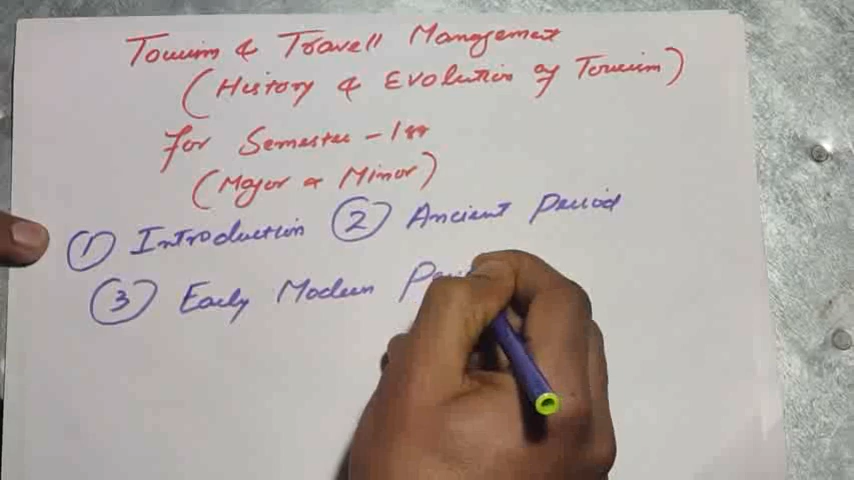 Tourism & Travell Management
(History & Evolution of Tourism)
for Semester - 1st
(Major or Minor)
① Introduction ② Ancient Period
③ Early Modern